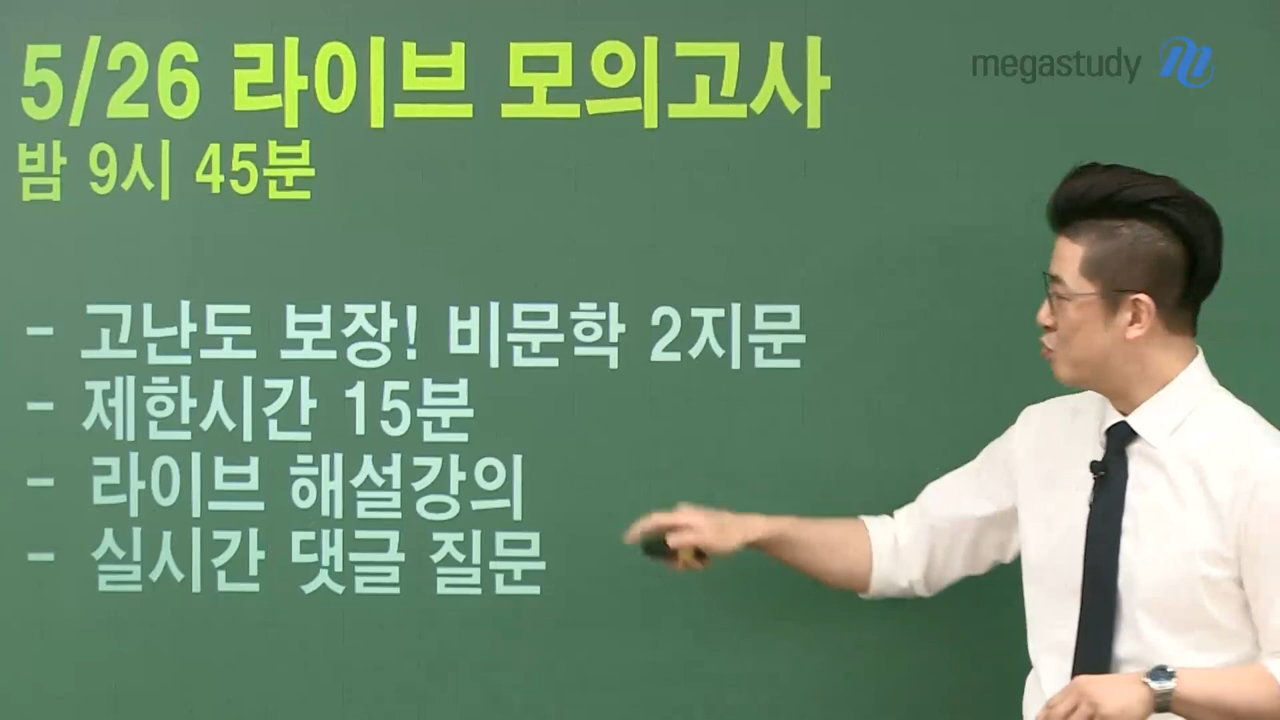 5/26 라이브 모의고사
megastudy
밤 9시 45분
- 고난도 보장! 비문학 2지문
- 제한시간 15분
- 라이브 해설강의
- 실시간 댓글 질문